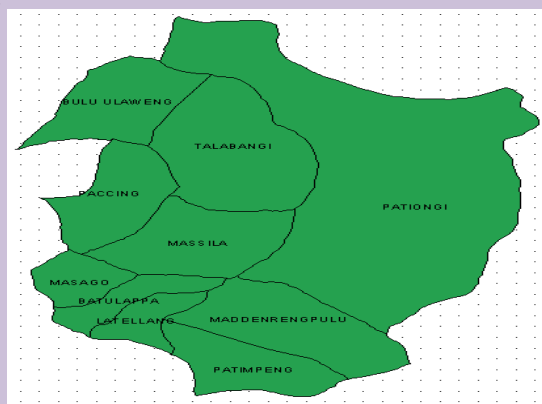 BULU ULAWENG
TALABANGI
PACCING
PATIONGI
MASSILA
MASAGO
BATULAPPA
LATELLANG
MADDENRENGPULU
PATIMPENG